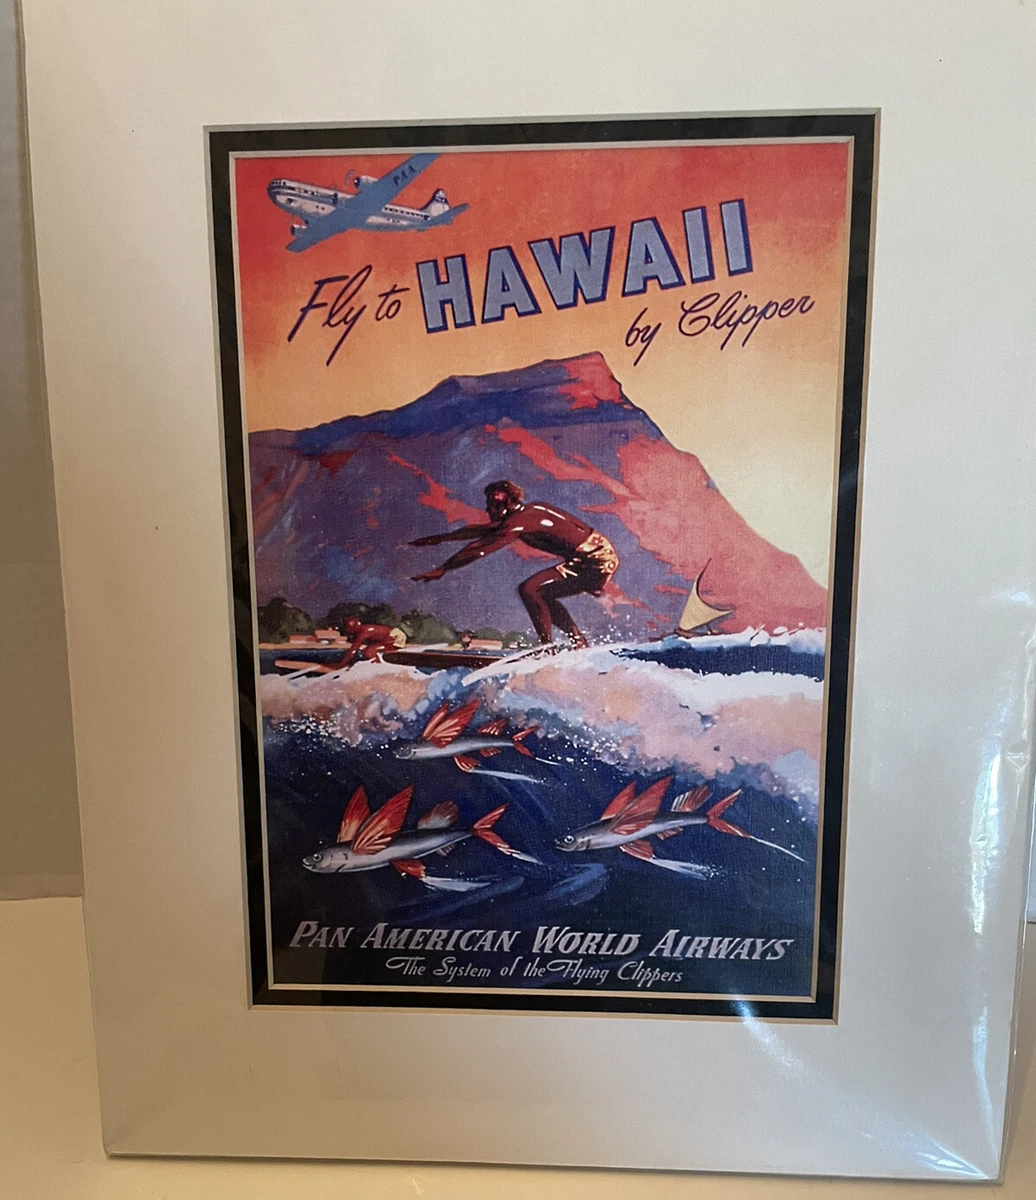 PAA
Fly to HAWAII
by Clipper
PAN AMERICAN WORLD AIRWAYS
The System of the Flying Clippers